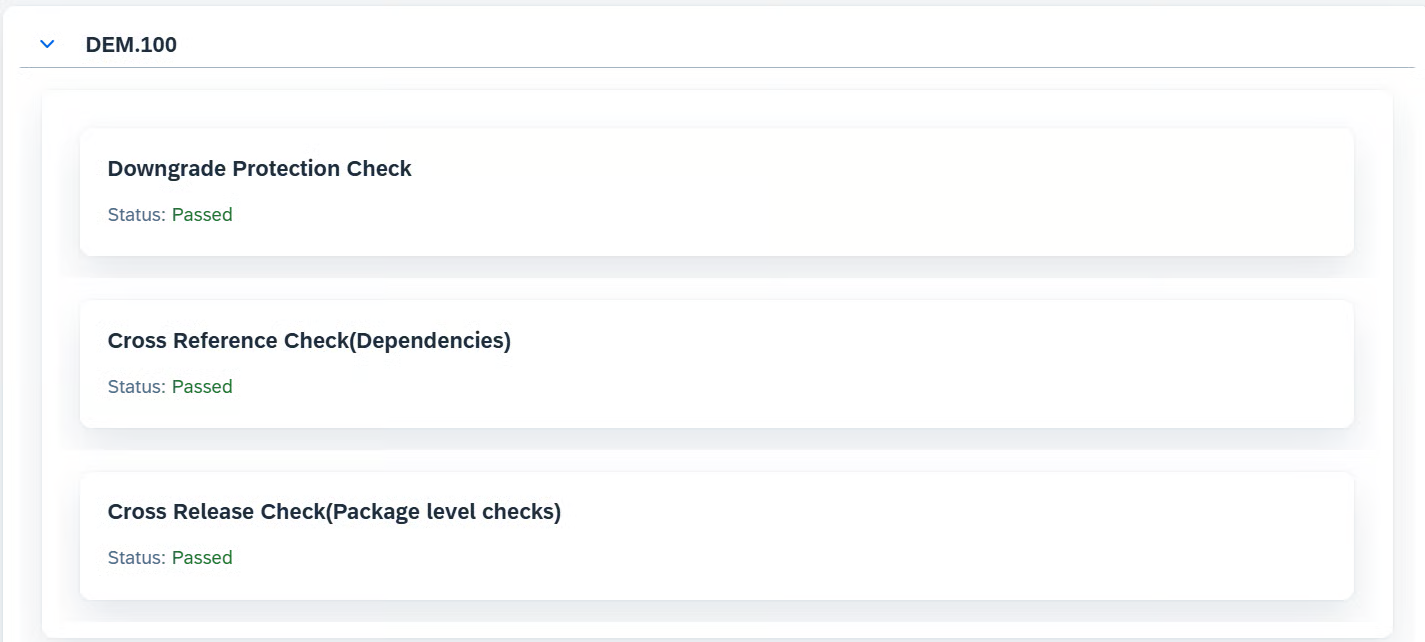 DEM.100
Downgrade Protection Check
Status: Passed
Cross Reference Check(Dependencies)
Status: Passed
Cross Release Check(Package level checks)
Status: Passed